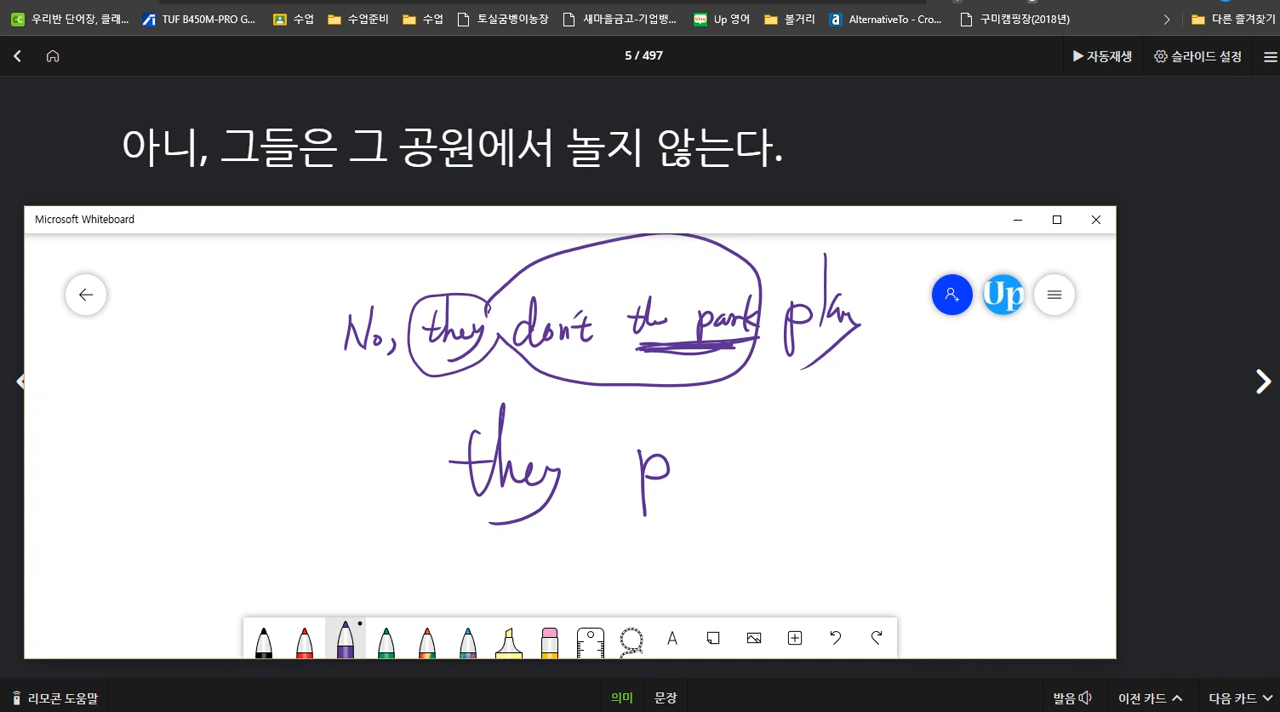 우리반 단어장, 클래... TUF B450M-PRO G... 수업 수업준비 수업 토실굼벵이농장 새마을금고-기업뱅... Up 영어 볼거리 AlternativeTo - Cro... 구미캠핑장(2018년) 다른 즐겨찾기
5 / 497 자동재생 슬라이드 설정
아니, 그들은 그 공원에서 놀지 않는다.
Microsoft Whiteboard
Up
No, they don't the park play
they p
리모콘 도움말 의미 문장 발음 이전 카드 다음 카드